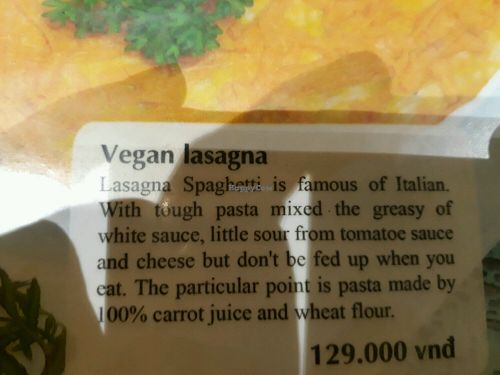 Vegan lasagna
Lasagna Spaghetti is famous of Italian.
With tough pasta mixed the greasy of
white sauce, little sour from tomatoe sauce
and cheese but don't be fed up when you
eat. The particular point is pasta made by
100% carrot juice and wheat flour.
129.000 vnđ